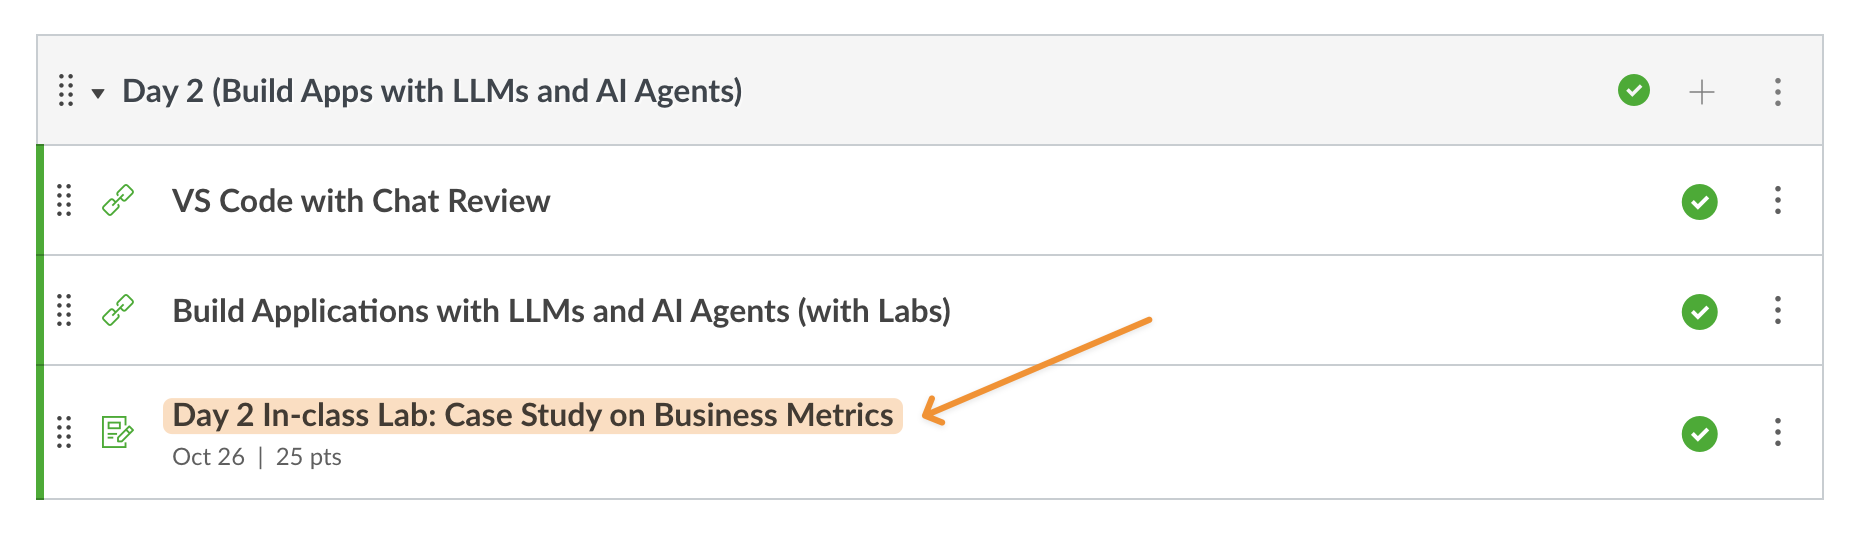 Day 2 (Build Apps with LLMs and AI Agents)
VS Code with Chat Review
Build Applications with LLMs and AI Agents (with Labs)
Day 2 In-class Lab: Case Study on Business Metrics
Oct 26 | 25 pts